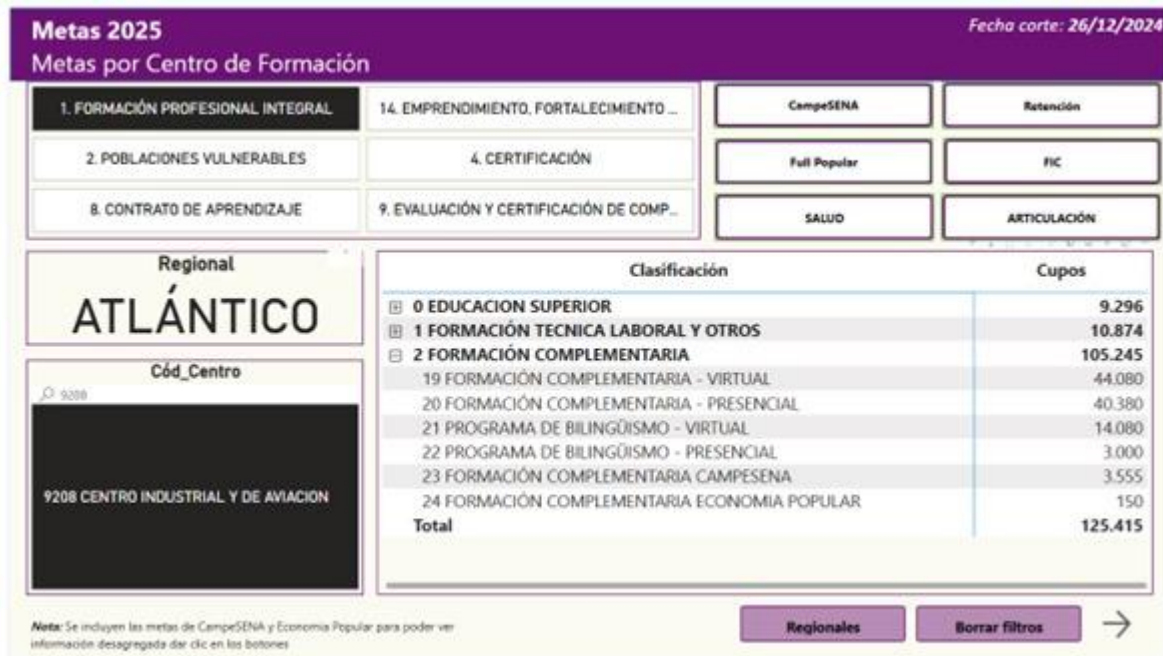 Metas 2025
Fecha corte: 26/12/2024
Metas por Centro de Formación
1. FORMACIÓN PROFESIONAL INTEGRAL
14. EMPRENDIMIENTO, FORTALECIMIENTO ...
CampeSENA
Retención
2. POBLACIONES VULNERABLES
4. CERTIFICACIÓN
Full Popular
FIC
8. CONTRATO DE APRENDIZAJE
9. EVALUACIÓN Y CERTIFICACIÓN DE COMP...
SALUD
ARTICULACIÓN
Regional
ATLÁNTICO
Cód_Centro
9208
9208 CENTRO INDUSTRIAL Y DE AVIACION
Clasificación Cupos
0 EDUCACION SUPERIOR 9.296
1 FORMACIÓN TECNICA LABORAL Y OTROS 10.874
2 FORMACIÓN COMPLEMENTARIA 105.245
19 FORMACIÓN COMPLEMENTARIA - VIRTUAL 44.080
20 FORMACIÓN COMPLEMENTARIA - PRESENCIAL 40.380
21 PROGRAMA DE BILINGÜISMO - VIRTUAL 14.080
22 PROGRAMA DE BILINGÜISMO - PRESENCIAL 3.000
23 FORMACIÓN COMPLEMENTARIA CAMPESENA 3.555
24 FORMACIÓN COMPLEMENTARIA ECONOMIA POPULAR 150
Total 125.415
Nota: Se incluyen las metas de CampeSENA y Economia Popular para poder ver
información desagregada dar clic en los botones
Regionales
Borrar filtros